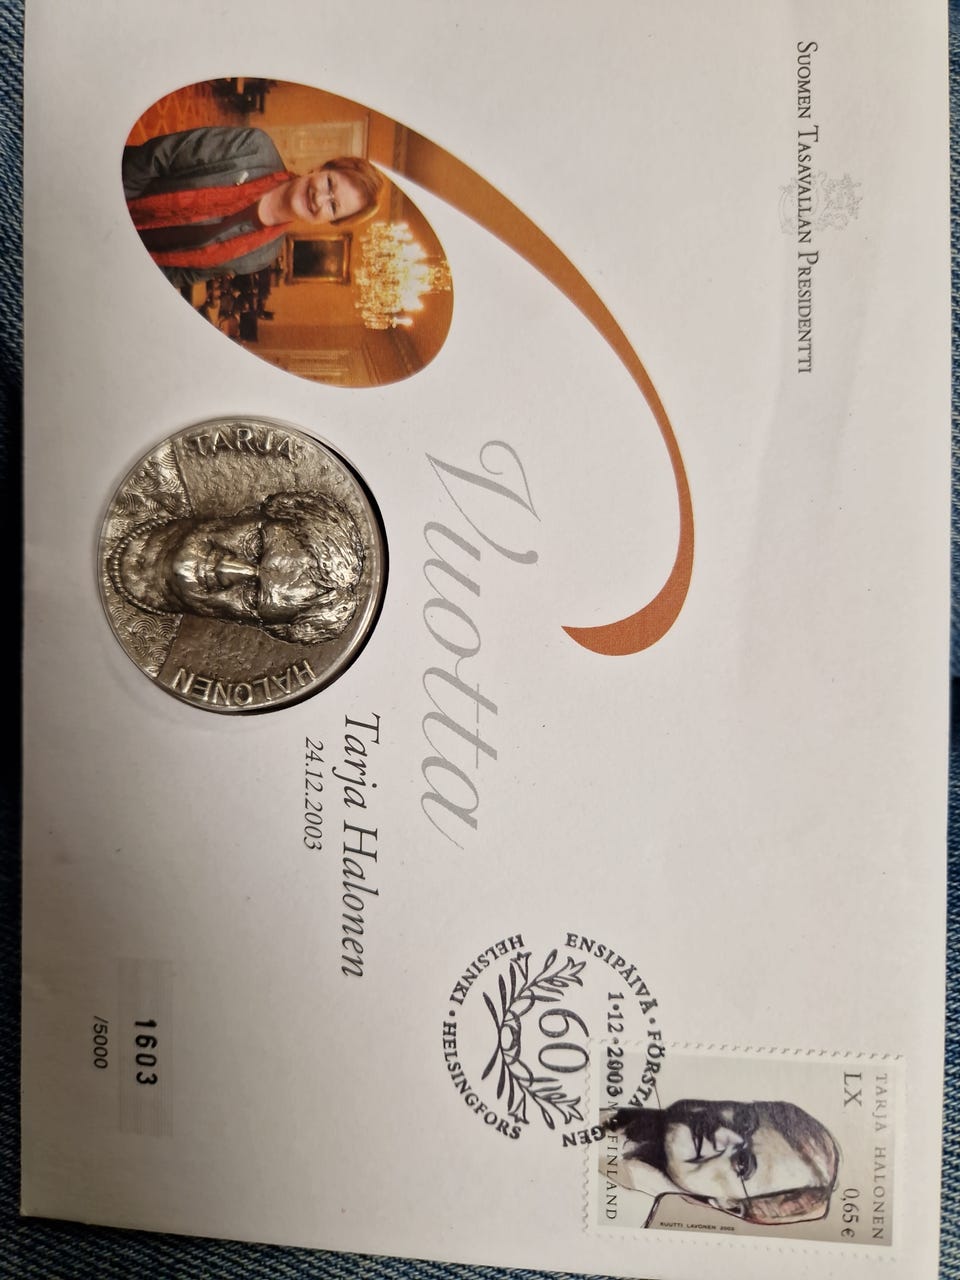 SUOMEN TASAVALLAN PRESIDENTTI
Vuotta
Tarja Halonen
24.12.2003
TARJA
HALONEN
1603
/5000
ENSIPÄIVÄ • FÖRSTA
GEN
1•12•2003
60
HELSINKI • HELSINGFORS
TARJA HALONEN
LX 0,65 €
FINLAND
KUUTTI LAVONEN 2003